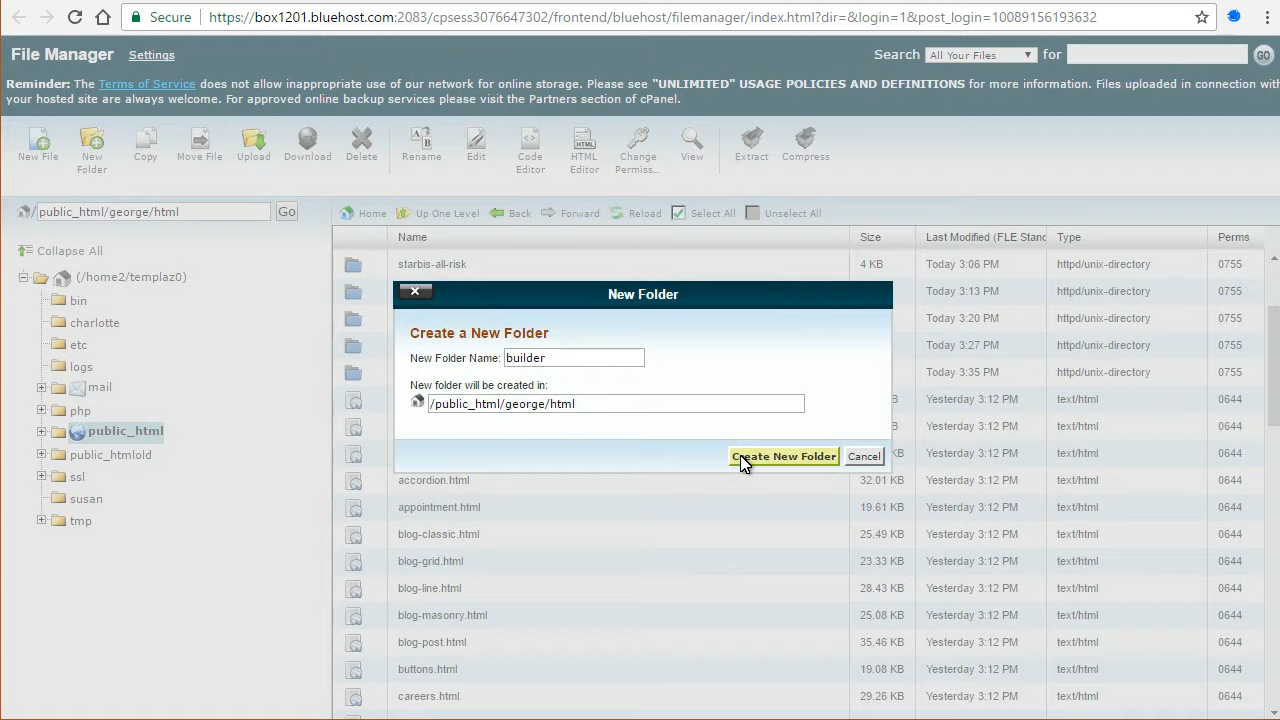 Secure https://box1201.bluehost.com:2083/cpsess3076647302/frontend/bluehost/filemanager/index.html?dir=&login=1&post_login=10089156193632
File Manager Settings Search All Your Files for GO
Reminder: The Terms of Service does not allow inappropriate use of our network for online storage. Please see "UNLIMITED" USAGE POLICIES AND DEFINITIONS for more information. Files uploaded in connection with
your hosted site are always welcome. For approved online backup services please visit the Partners section of cPanel.
New File New Folder Copy Move File Upload Download Delete Rename Edit Code Editor HTML Editor Change Permiss... View Extract Compress
/ public_html/george/html Go Home Up One Level Back Forward Reload Select All Unselect All
Collapse All
(/home2/templaz0)
bin
charlotte
etc
logs
mail
php
public_html
public_htmlold
ssl
susan
tmp
Name Size Last Modified (FLE Stand Type Perms
starbis-all-risk 4 KB Today 3:06 PM httpd/unix-directory 0755
Today 3:13 PM httpd/unix-directory 0755
Today 3:20 PM httpd/unix-directory 0755
Today 3:27 PM httpd/unix-directory 0755
Today 3:35 PM httpd/unix-directory 0755
Yesterday 3:12 PM text/html 0644
Yesterday 3:12 PM text/html 0644
Yesterday 3:12 PM text/html 0644
accordion.html 32.01 KB Yesterday 3:12 PM text/html 0644
appointment.html 19.61 KB Yesterday 3:12 PM text/html 0644
blog-classic.html 25.49 KB Yesterday 3:12 PM text/html 0644
blog-grid.html 23.33 KB Yesterday 3:12 PM text/html 0644
blog-line.html 28.43 KB Yesterday 3:12 PM text/html 0644
blog-masonry.html 25.08 KB Yesterday 3:12 PM text/html 0644
blog-post.html 35.46 KB Yesterday 3:12 PM text/html 0644
buttons.html 19.08 KB Yesterday 3:12 PM text/html 0644
careers.html 29.26 KB Yesterday 3:12 PM text/html 0644
New Folder
Create a New Folder
New Folder Name: builder
New folder will be created in:
/public_html/george/html
Create New Folder Cancel